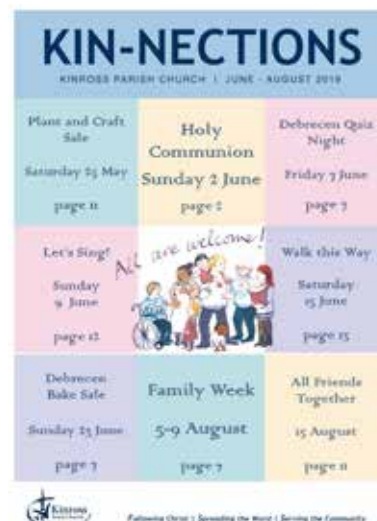 KIN-NECTIONS
KINROSS PARISH CHURCH | JUNE - AUGUST 2019
Plant and Craft
Sale
Saturday 25 May
page 11
Holy
Communion
Sunday 2 June
page 2
Debrecen Quiz
Night
Friday 7 June
page 7
Let's Sing!
Sunday
9 June
page 18
All are welcome!
Walk this Way
Saturday
15 June
page 15
Debrecen
Bake Sale
Sunday 23 June
page 7
Family Week
5-9 August
page 7
All Friends
Together
15 August
page 11
Kinross
Following Christ | Spreading the Word | Serving the Community